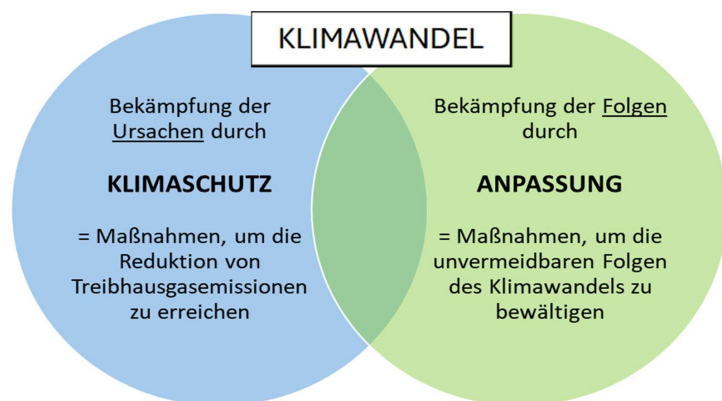 KLIMAWANDEL
Bekämpfung der
Ursachen durch
KLIMASCHUTZ
= Maßnahmen, um die
Reduktion von
Treibhausgasemissionen
zu erreichen
Bekämpfung der Folgen
durch
ANPASSUNG
= Maßnahmen, um die
unvermeidbaren Folgen
des Klimawandels zu
bewältigen